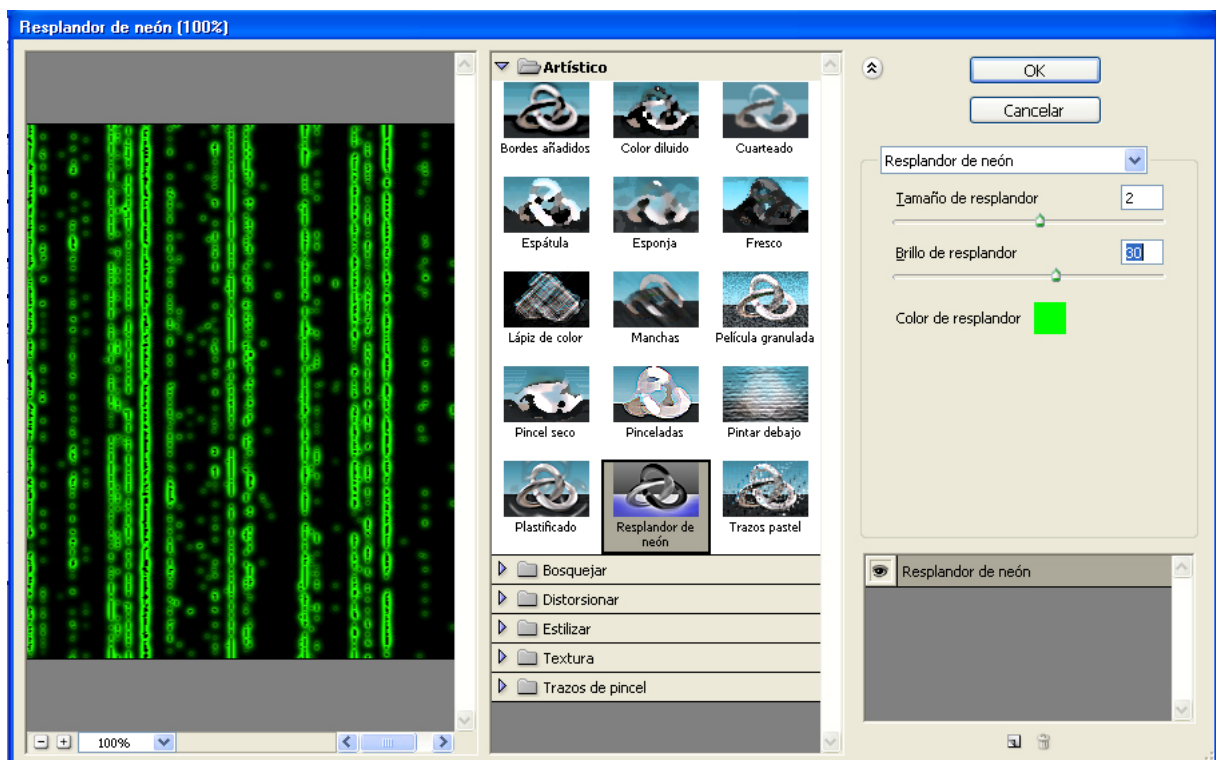 Resplandor de neón (100%)
100%
Artístico
Bordes añadidos
Color diluido
Cuarteado
Espátula
Esponja
Fresco
Lápiz de color
Manchas
Película granulada
Pincel seco
Pinceladas
Pintar debajo
Plastificado
Resplandor de
neón
Trazos pastel
Bosquejar
Distorsionar
Estilizar
Textura
Trazos de pincel
OK
Cancelar
Resplandor de neón
Tamaño de resplandor 2
Brillo de resplandor 30
Color de resplandor
Resplandor de neón